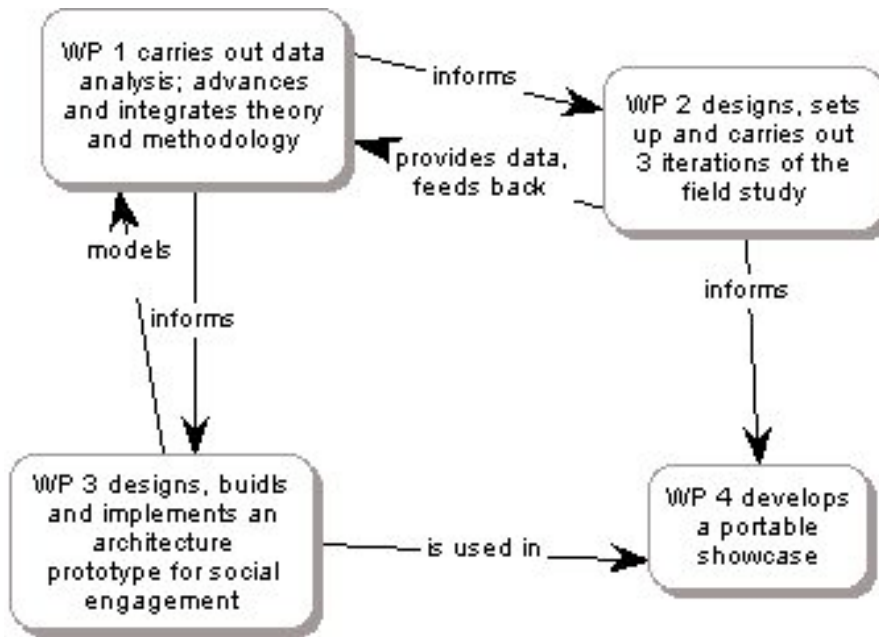 WP 1 carries out data
analysis; advances
and integrates theory
and methodology
informs
WP 2 designs, sets
up and carries out
3 iterations of the
field study
provides data,
feeds back
models
informs
informs
WP 3 designs, buidls
and implements an
architecture
prototype for social
engagement
is used in
WP 4 develops
a portable
showcase